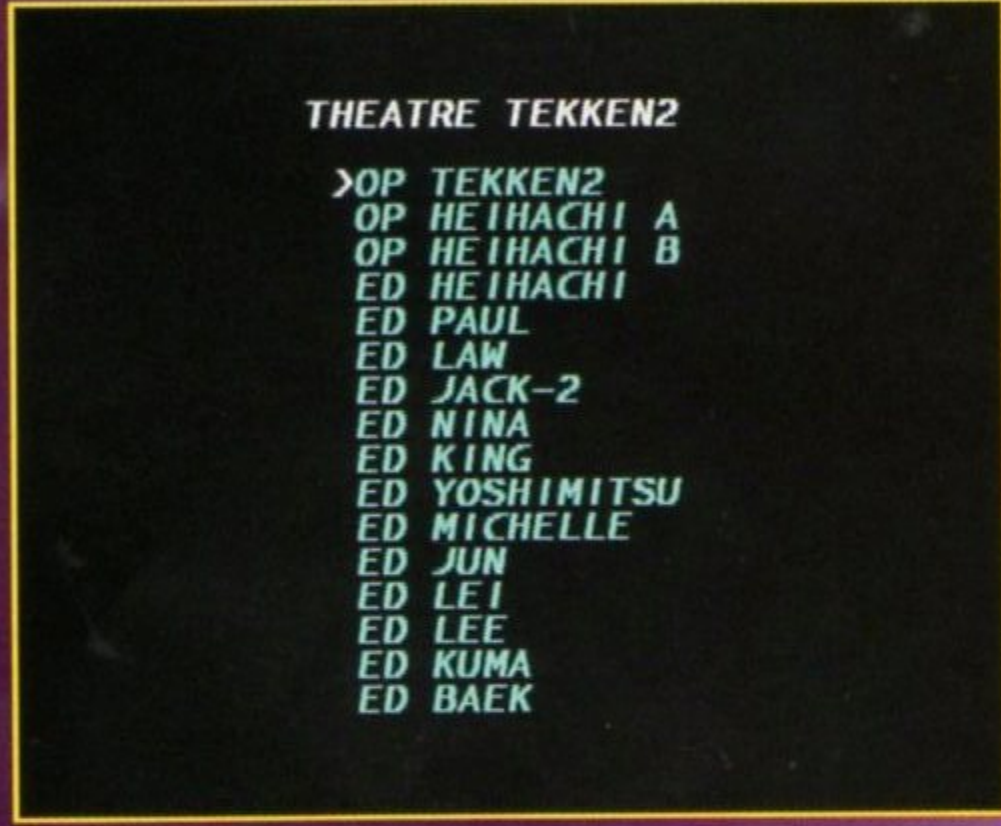 THEATRE TEKKEN2
>OP TEKKEN2
OP HEIHACHI A
OP HEIHACHI B
ED HEIHACHI
ED PAUL
ED LAW
ED JACK-2
ED NINA
ED KING
ED YOSHIMITSU
ED MICHELLE
ED JUN
ED LEI
ED LEE
ED KUMA
ED BAEK